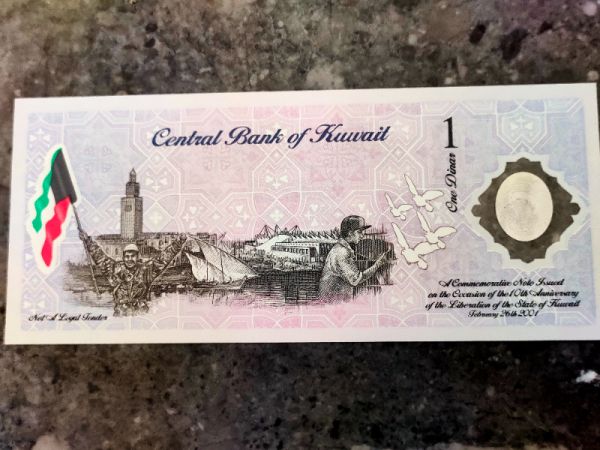 Central Bank of Kuwait
1
One Dinar
A Commemorative Note Issued
on the Occasion of the 10th Anniversary
of the Liberation of the State of Kuwait
February 26th 2001
Not A Legal Tender